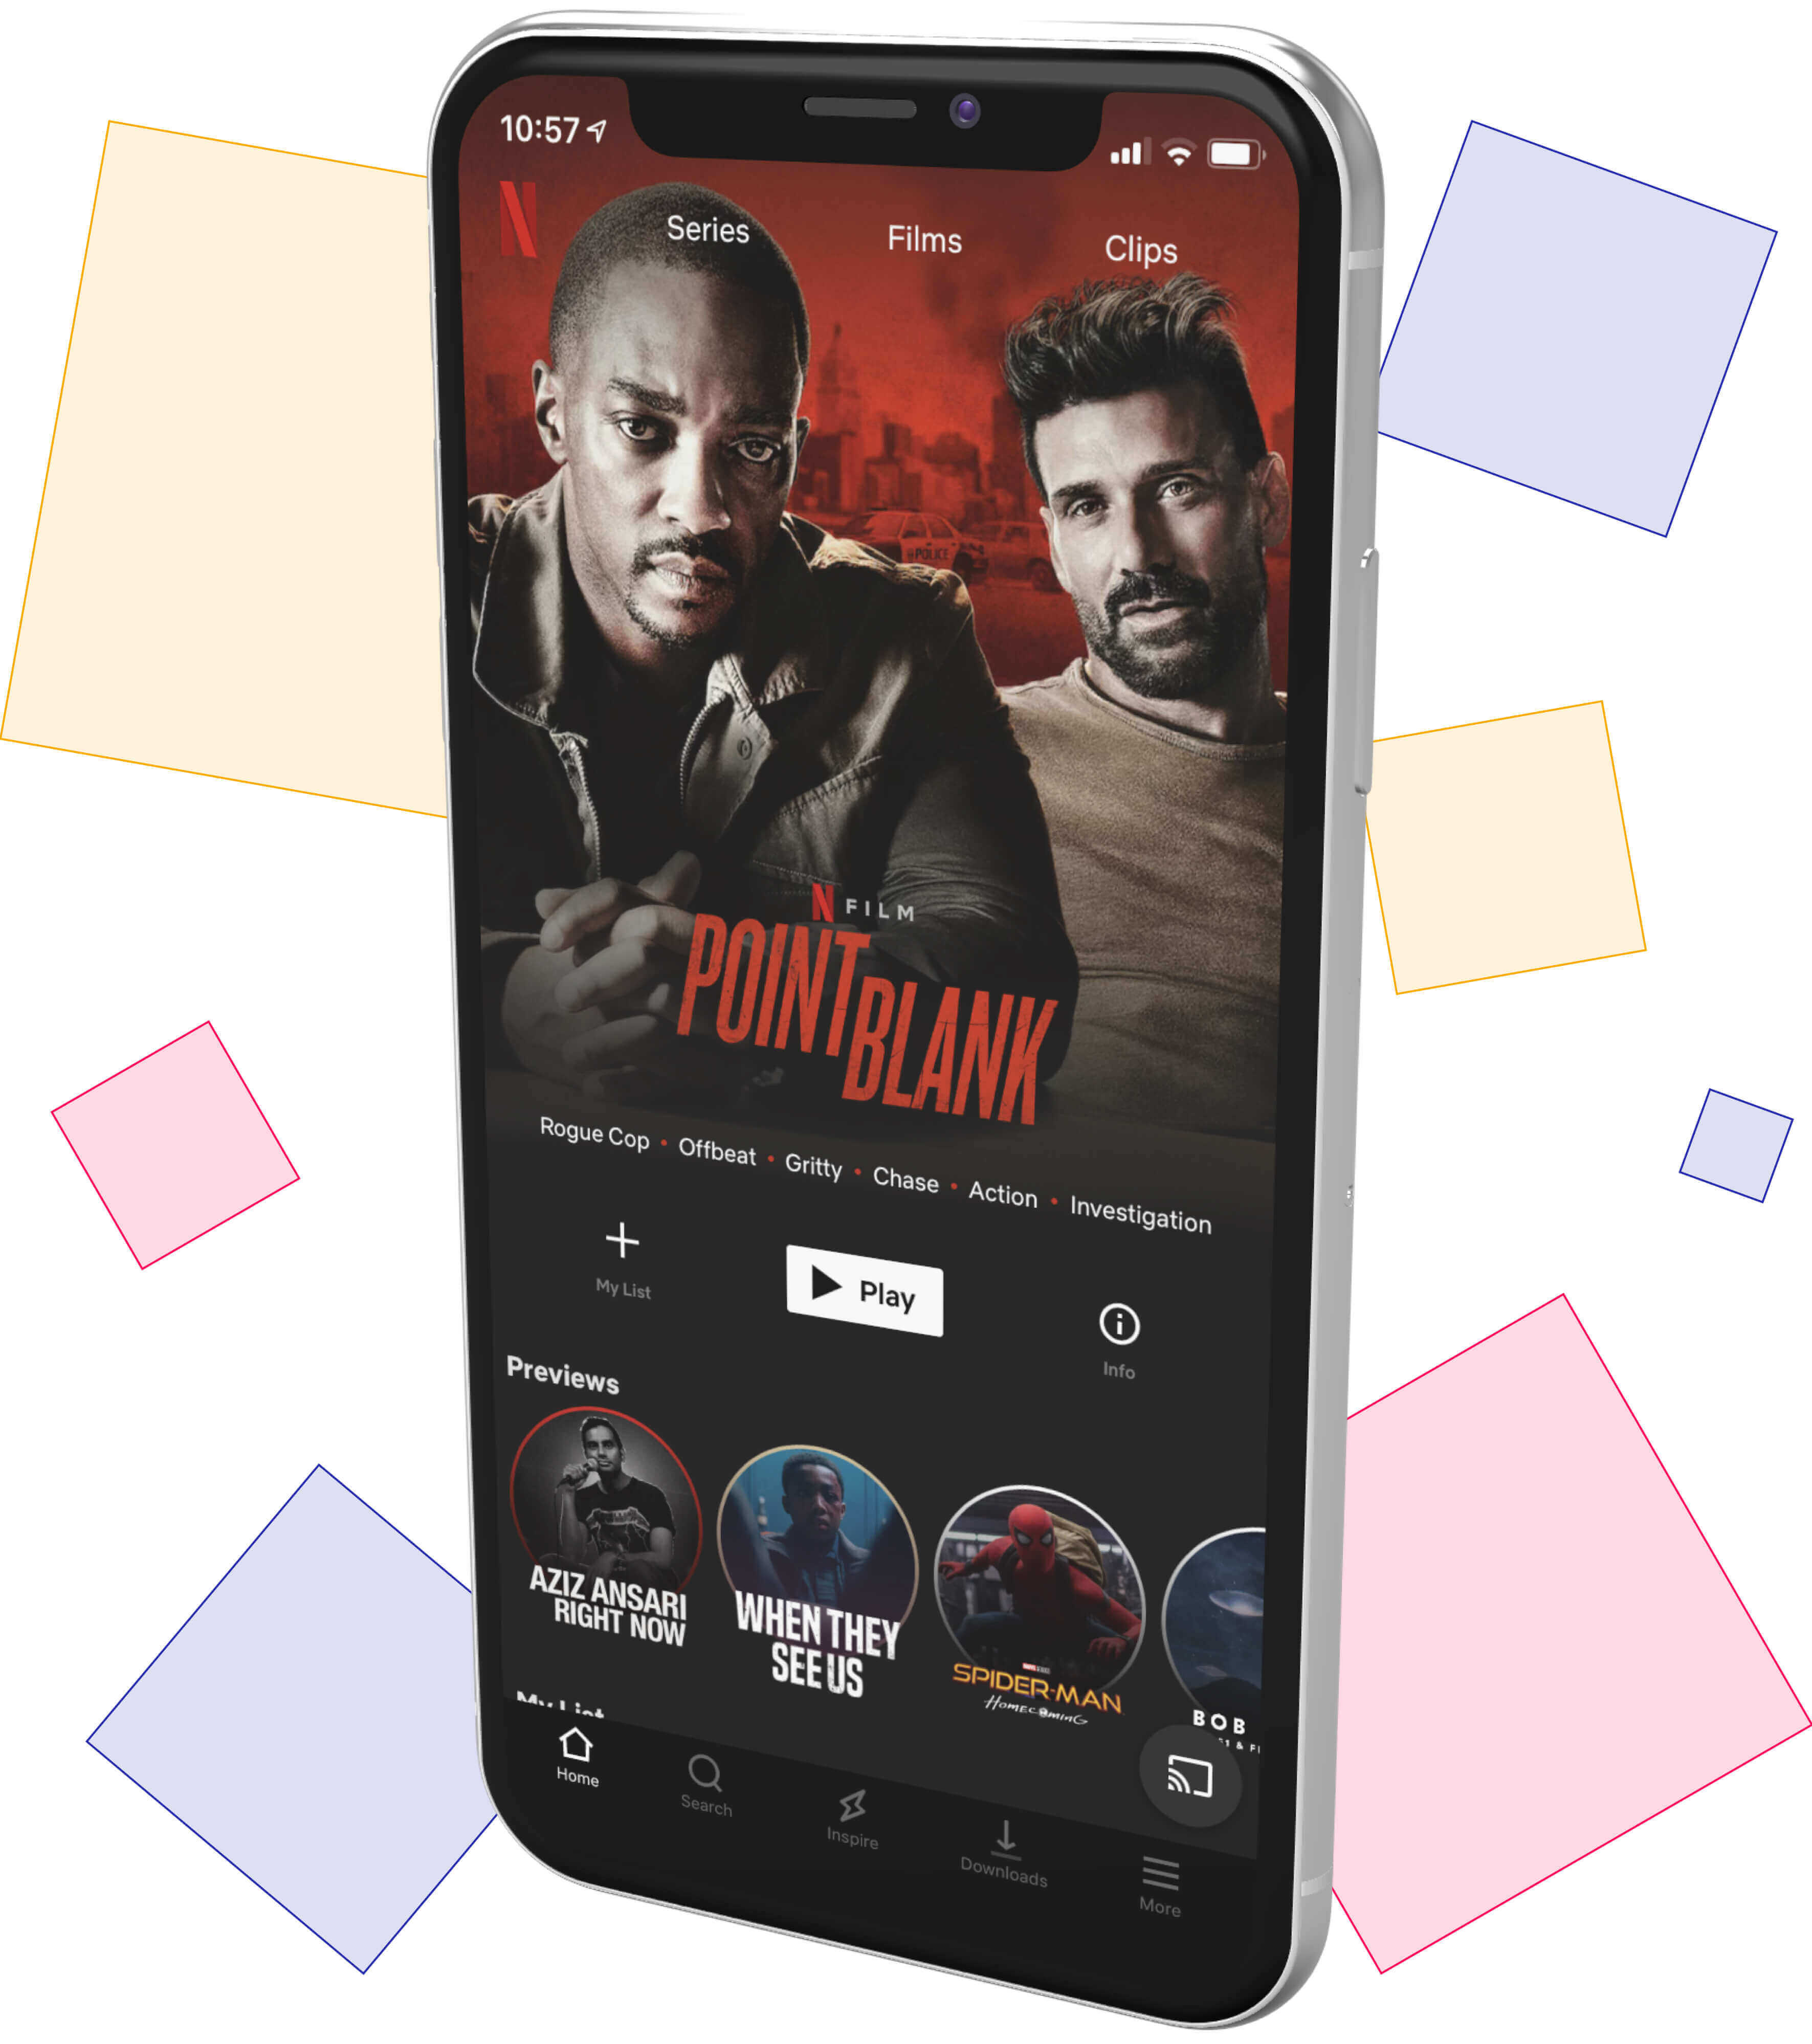 10:57
N
Series
Films
Clips
POLICE
N FILM
POINT
BLANK
Rogue Cop • Offbeat • Gritty • Chase • Action • Investigation
My List
Play
Info
Previews
AZIZ ANSARI
RIGHT NOW
WHEN THEY
SEE US
SPIDER-MAN
HOMECOMING
BOB
My List
Home
Search
Inspire
Downloads
More